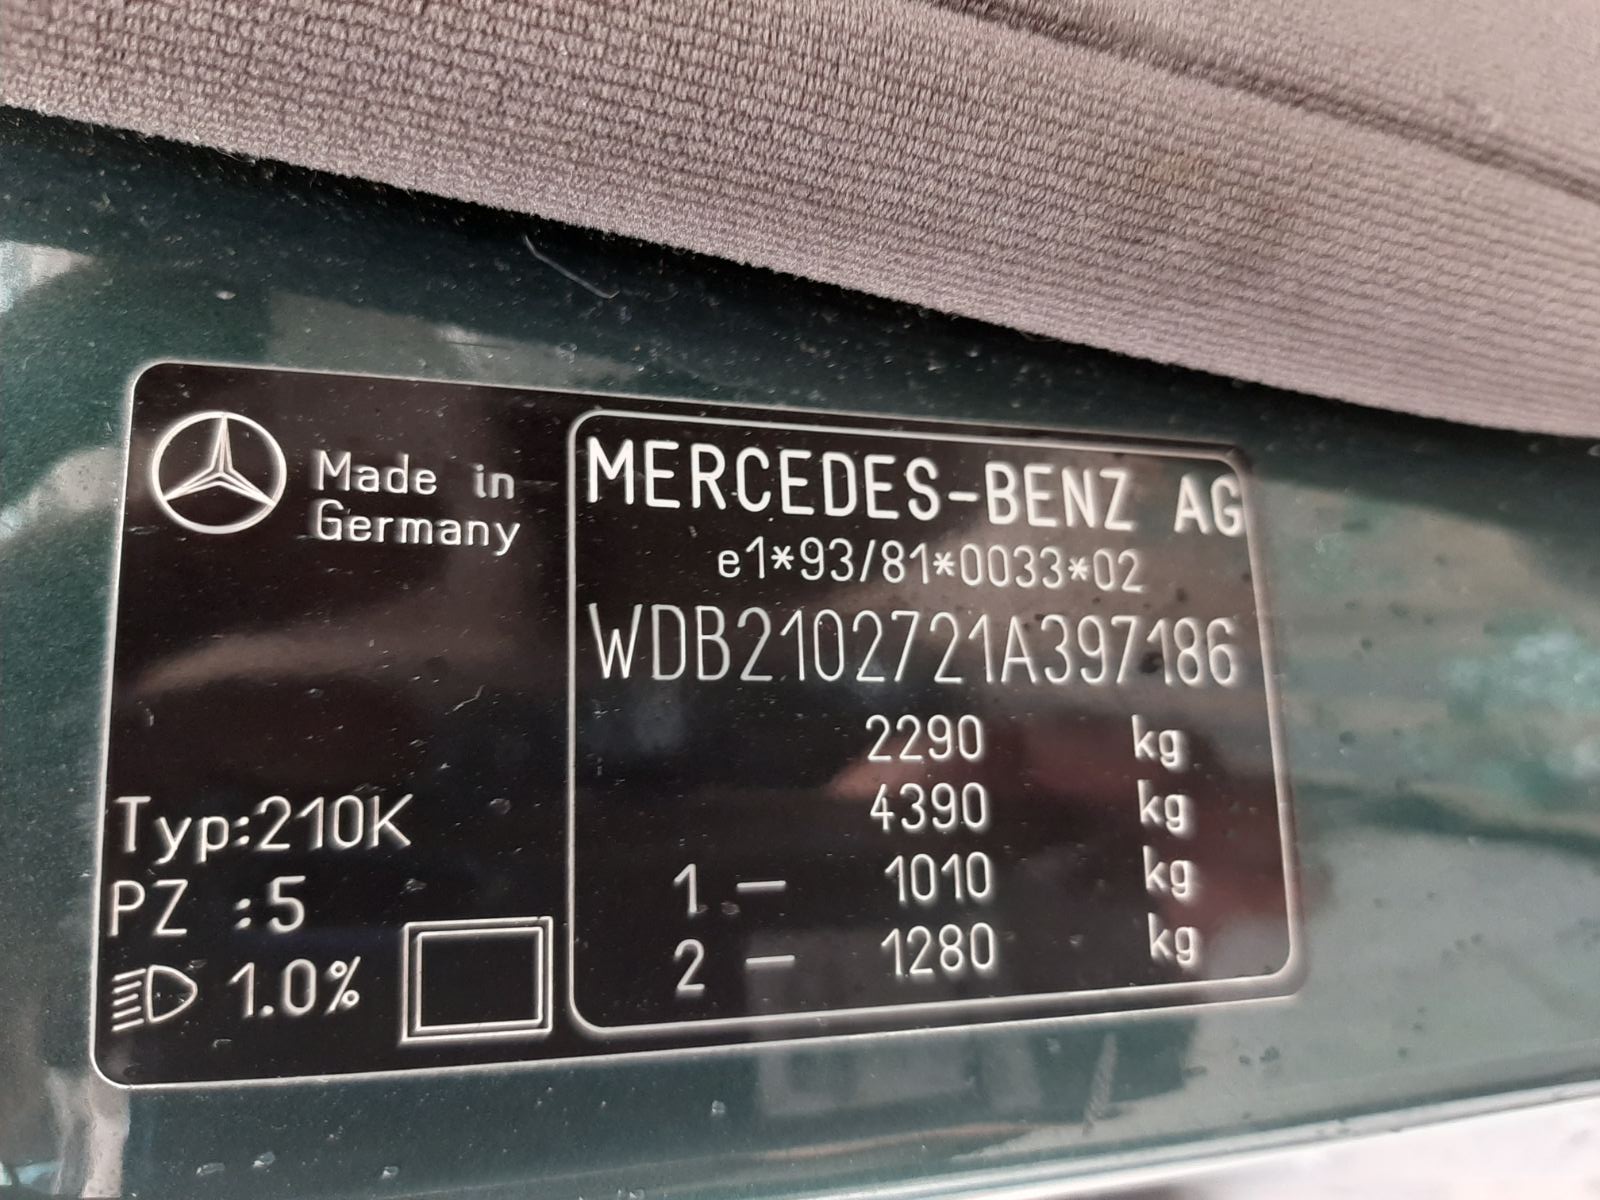 Made in
Germany
MERCEDES-BENZ AG
e1*93/81*0033*02
WDB2102721A397186
2290 kg
4390 kg
1 – 1010 kg
2 – 1280 kg
Typ:210K
PZ :5
1.0%